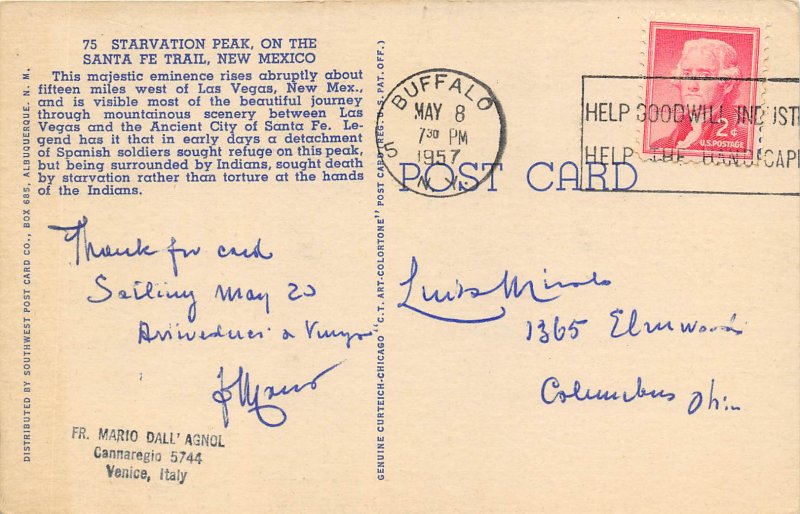 75 STARVATION PEAK, ON THE
SANTA FE TRAIL, NEW MEXICO
This majestic eminence rises abruptly about
fifteen miles west of Las Vegas, New Mex.,
and is visible most of the beautiful journey
through mountainous scenery between Las
Vegas and the Ancient City of Santa Fe. Le-
gend has it that in early days a detachment
of Spanish soldiers sought refuge on this peak,
but being surrounded by Indians, sought death
by starvation rather than torture at the hands
of the Indians.
Thank for card
Sailing May 20
Arrivederci a
FR. MARIO DALL' AGNOL
Cannaregio 5744
Venice, Italy
DISTRIBUTED BY SOUTHWEST POST CARD CO., BOX 685, ALBUQUERQUE, N. M.
GENUINE CURTEICH-CHICAGO "C.T. ART-COLORTONE" POST CARD (REG. U.S. PAT. OFF.)
BUFFALO
MAY 8
7 30 PM
1957
5 N.Y.
HELP GOODWILL INDUST
HELP THE HANDICAPP
2¢
U.S. POSTAGE
POST CARD
Luis
1365 Elmwood
Columbus Ohio